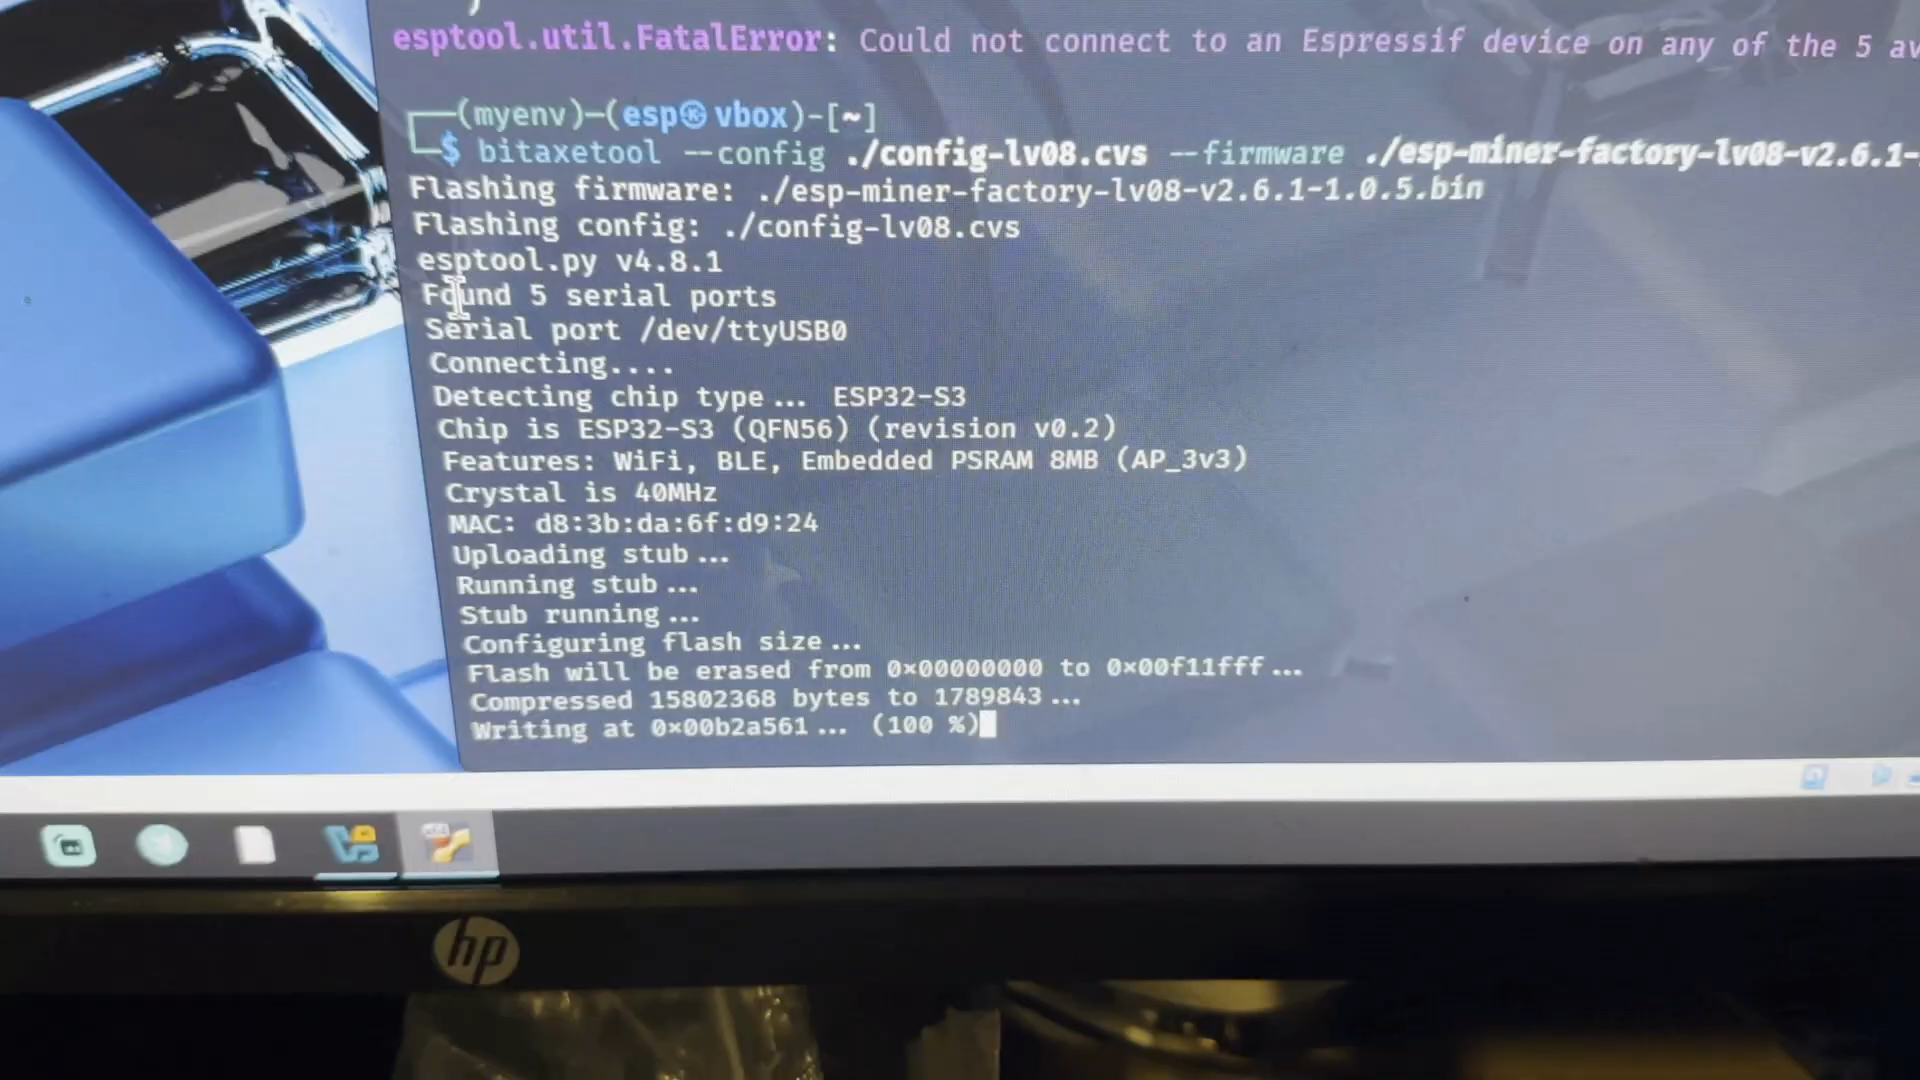 esptool.util.FatalError: Could not connect to an Espressif device on any of the 5 av
(myenv)-(esp㉿vbox)-[~]
$ bitaxetool --config ./config-lv08.cvs --firmware ./esp-miner-factory-lv08-v2.6.1-
Flashing firmware: ./esp-miner-factory-lv08-v2.6.1-1.0.5.bin
Flashing config: ./config-lv08.cvs
esptool.py v4.8.1
Found 5 serial ports
Serial port /dev/ttyUSB0
Connecting....
Detecting chip type... ESP32-S3
Chip is ESP32-S3 (QFN56) (revision v0.2)
Features: WiFi, BLE, Embedded PSRAM 8MB (AP_3v3)
Crystal is 40MHz
MAC: d8:3b:da:6f:d9:24
Uploading stub...
Running stub...
Stub running...
Configuring flash size...
Flash will be erased from 0x00000000 to 0x00f11fff...
Compressed 15802368 bytes to 1789843...
Writing at 0x00b2a561... (100 %)
hp